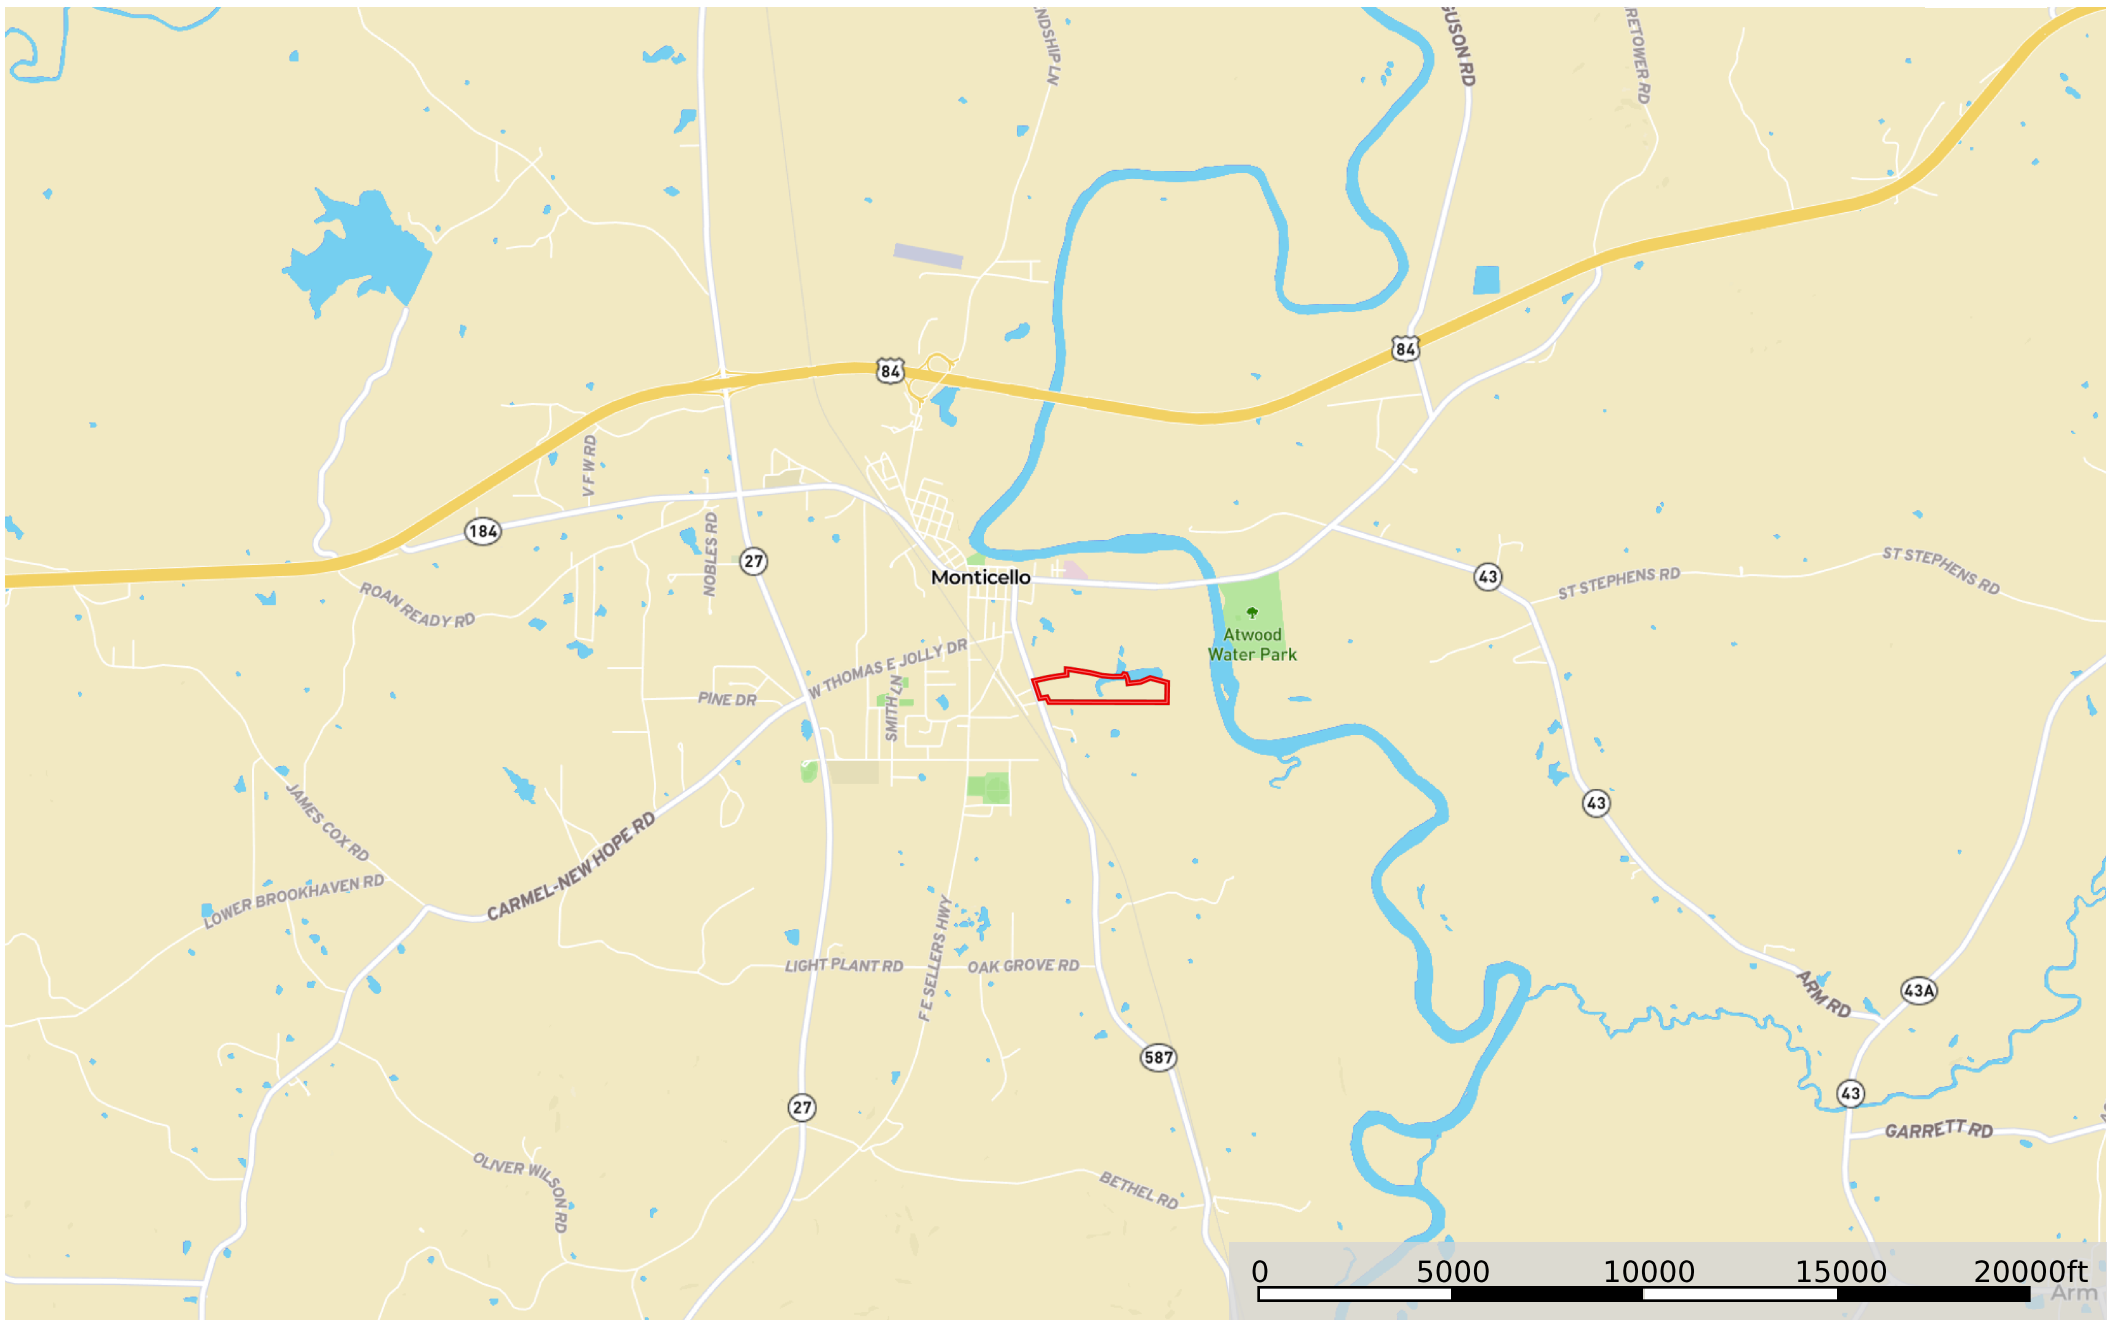 NDSHIP LN
GUSON RD
RETOWER RD
84
84
V F W RD
184
NOBLES RD
27
Monticello
43
ST STEPHENS RD
ST STEPHENS RD
ROAN READY RD
Atwood
Water Park
W THOMAS E JOLLY DR
SMITH LN
PINE DR
JAMES COX RD
43
CARMEL-NEW HOPE RD
LOWER BROOKHAVEN RD
F E SELLERS HWY
LIGHT PLANT RD
OAK GROVE RD
ARM RD
43A
587
43
27
GARRETT RD
OLIVER WILSON RD
BETHEL RD
0 5000 10000 15000 20000ft
Arm